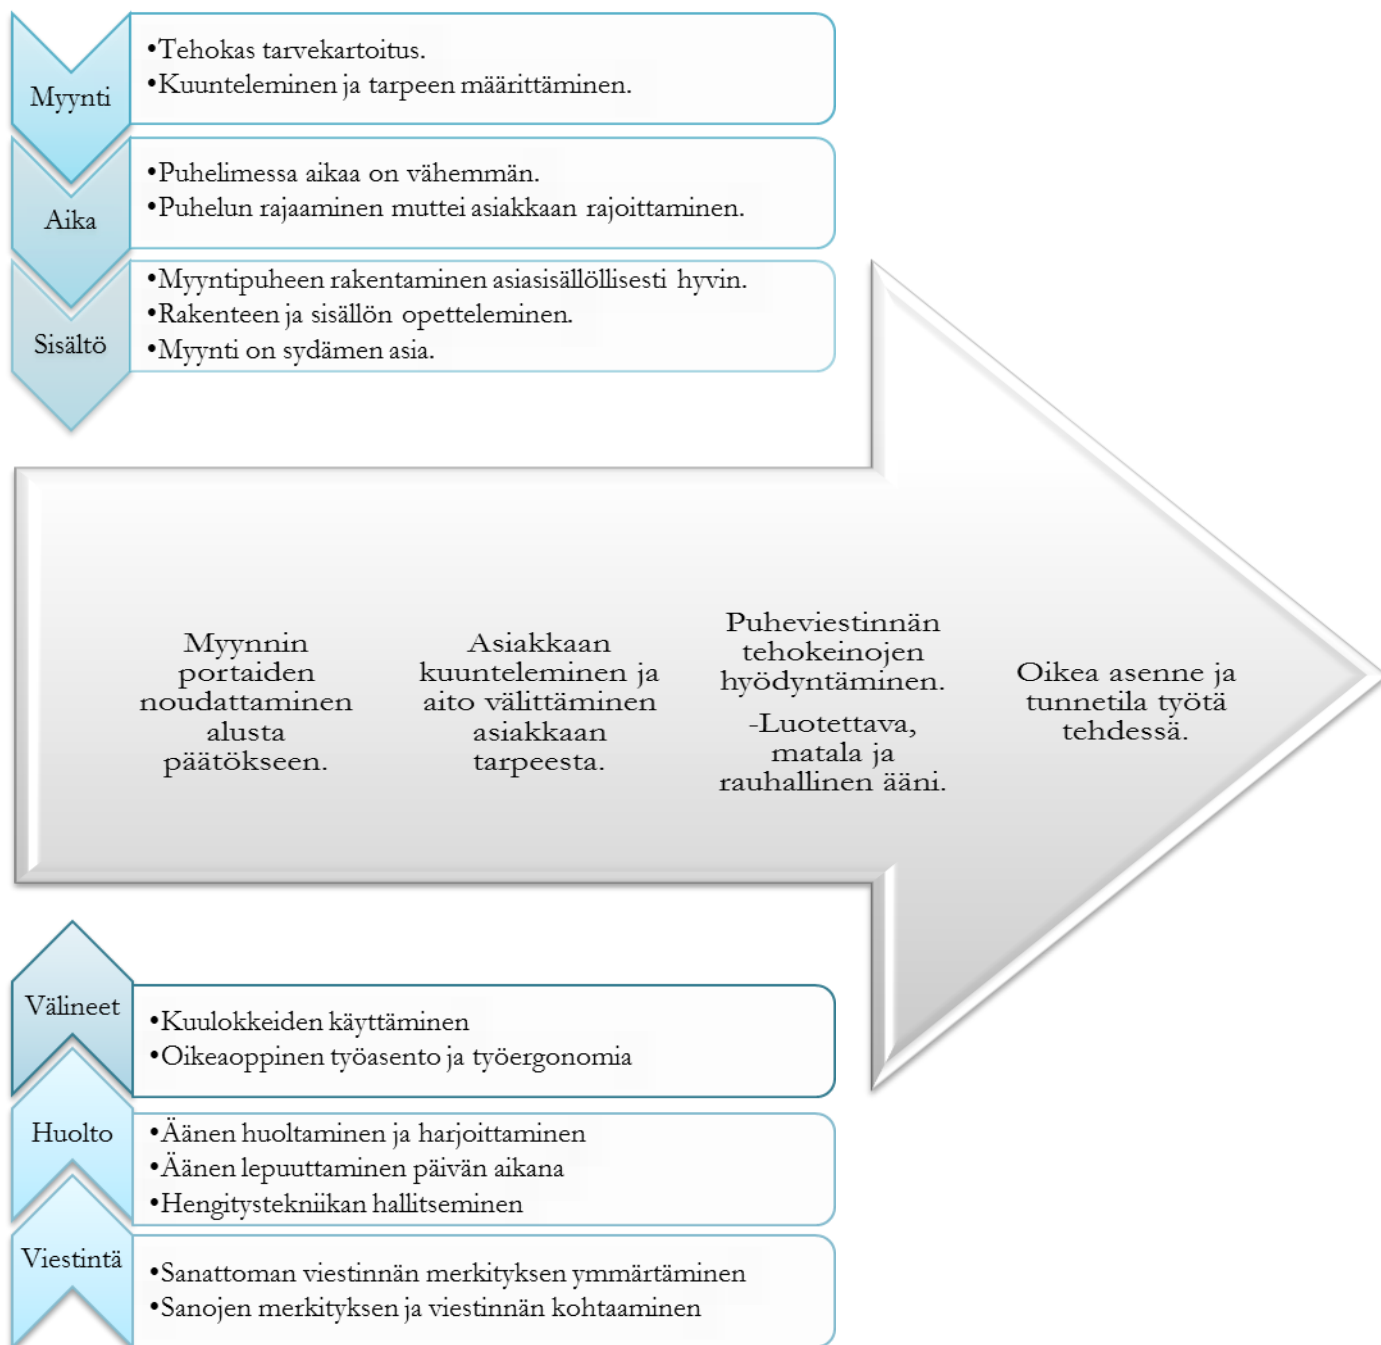 Myynti
•Tehokas tarvekartoitus.
•Kuunteleminen ja tarpeen määrittäminen.
Aika
•Puhelimessa aikaa on vähemmän.
•Puhelun rajaaminen muttei asiakkaan rajoittaminen.
Sisältö
•Myyntipuheen rakentaminen asiasisällöllisesti hyvin.
•Rakenteen ja sisällön opetteleminen.
•Myynti on sydämen asia.
Myynnin
portaiden
noudattaminen
alusta
päätökseen.
Asiakkaan
kuunteleminen ja
aito välittäminen
asiakkaan
tarpeesta.
Puheviestinnän
tehokeinojen
hyödyntäminen.
-Luotettava,
matala ja
rauhallinen ääni.
Oikea asenne ja
tunnetila työtä
tehdessä.
Välineet
•Kuulokkeiden käyttäminen
•Oikeaoppinen työasento ja työergonomia
Huolto
•Äänen huoltaminen ja harjoittaminen
•Äänen lepuuttaminen päivän aikana
•Hengitystekniikan hallitseminen
Viestintä
•Sanattoman viestinnän merkityksen ymmärtäminen
•Sanojen merkityksen ja viestinnän kohtaaminen